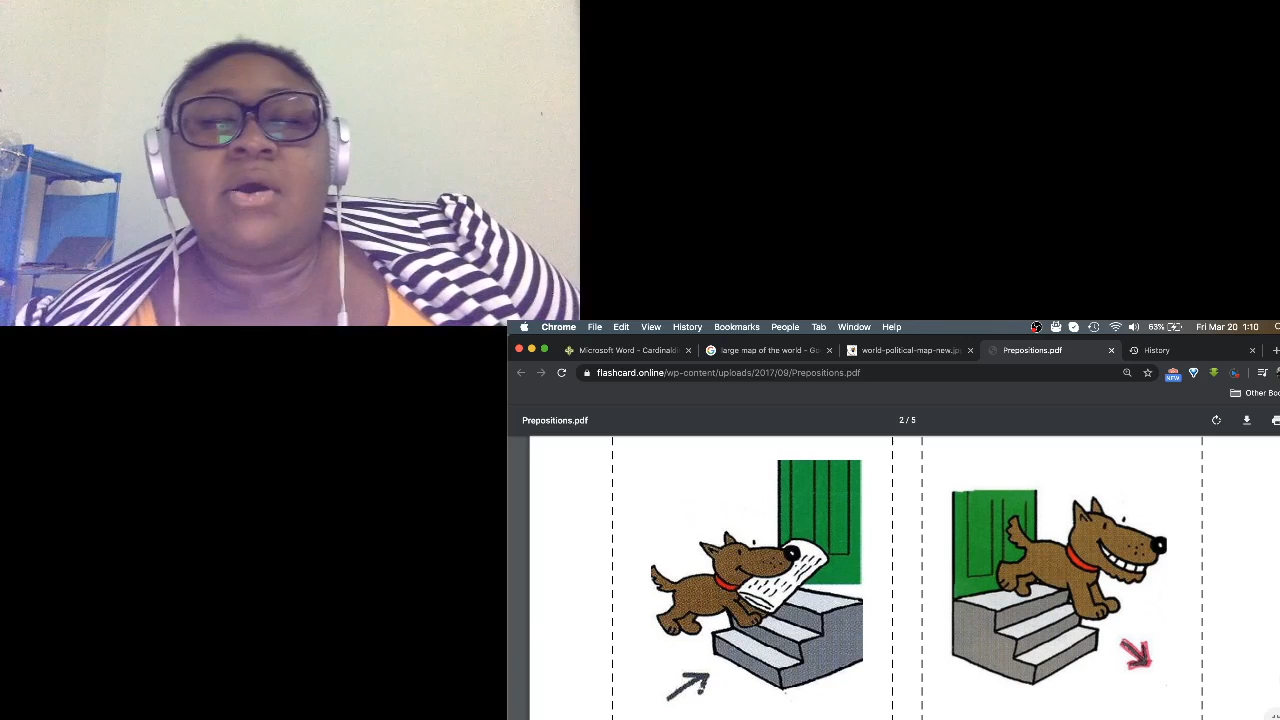 Chrome File Edit View History Bookmarks People Tab Window Help 63% Fri Mar 20 1:10
Microsoft Word - Cardinaldi large map of the world - Go world-political-map-new.jp Prepositions.pdf History
flashcard.online/wp-content/uploads/2017/09/Prepositions.pdf NEW
Other Boo
Prepositions.pdf 2 / 5